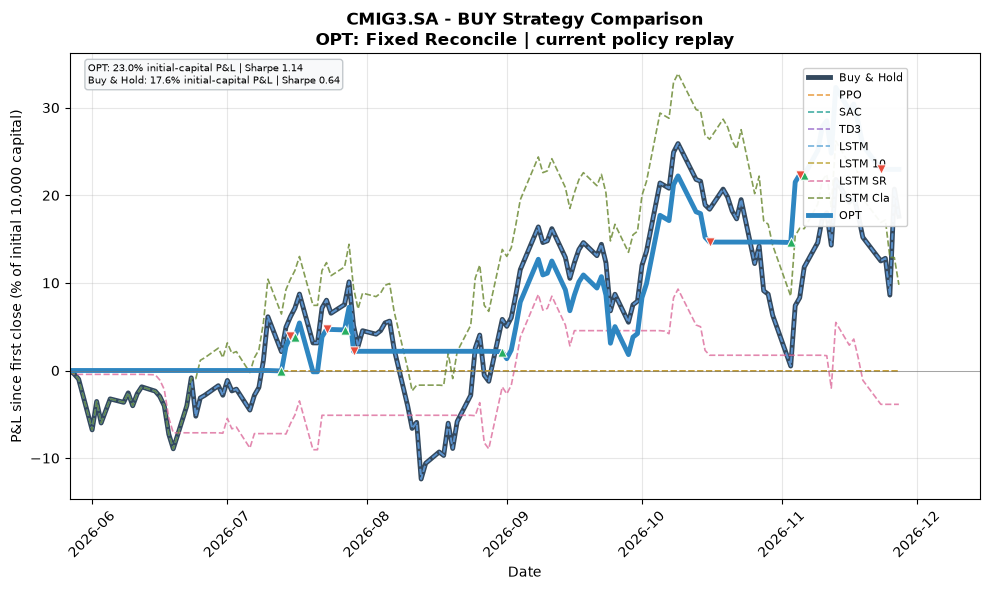 CMIG3.SA - BUY Strategy Comparison
OPT: Fixed Reconcile | current policy replay
OPT: 23.0% initial-capital P&L | Sharpe 1.14
Buy & Hold: 17.6% initial-capital P&L | Sharpe 0.64
Buy & Hold
PPO
SAC
TD3
LSTM
LSTM 10
LSTM SR
LSTM Cla
OPT
P&L since first close (% of initial 10,000 capital)
30
20
10
0
−10
2026-06
2026-07
2026-08
2026-09
2026-10
2026-11
2026-12
Date